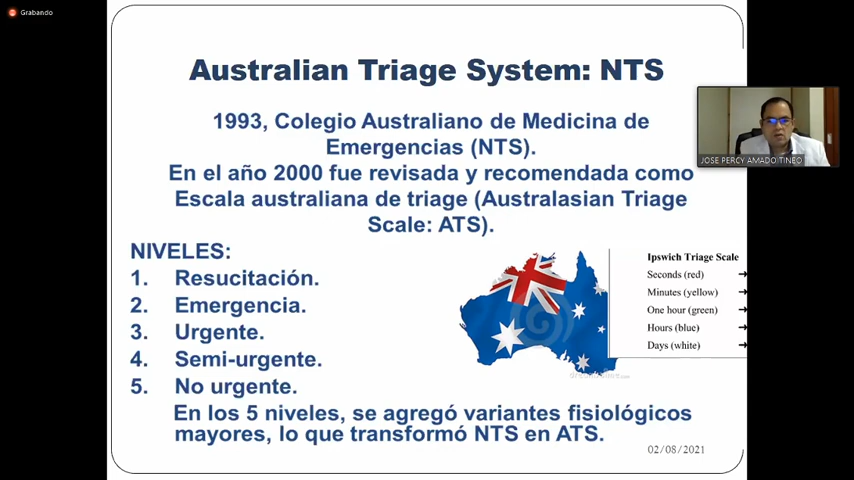 Grabando
Australian Triage System: NTS
1993, Colegio Australiano de Medicina de
Emergencias (NTS).
En el año 2000 fue revisada y recomendada como
Escala australiana de triage (Australasian Triage
Scale: ATS).
JOSE PERCY AMADO TINEO
NIVELES:
1. Resucitación.
2. Emergencia.
3. Urgente.
4. Semi-urgente.
5. No urgente.
Ipswich Triage Scale
Seconds (red) →
Minutes (yellow) →
One hour (green) →
Hours (blue) →
Days (white) →
En los 5 niveles, se agregó variantes fisiológicos
mayores, lo que transformó NTS en ATS.
02/08/2021